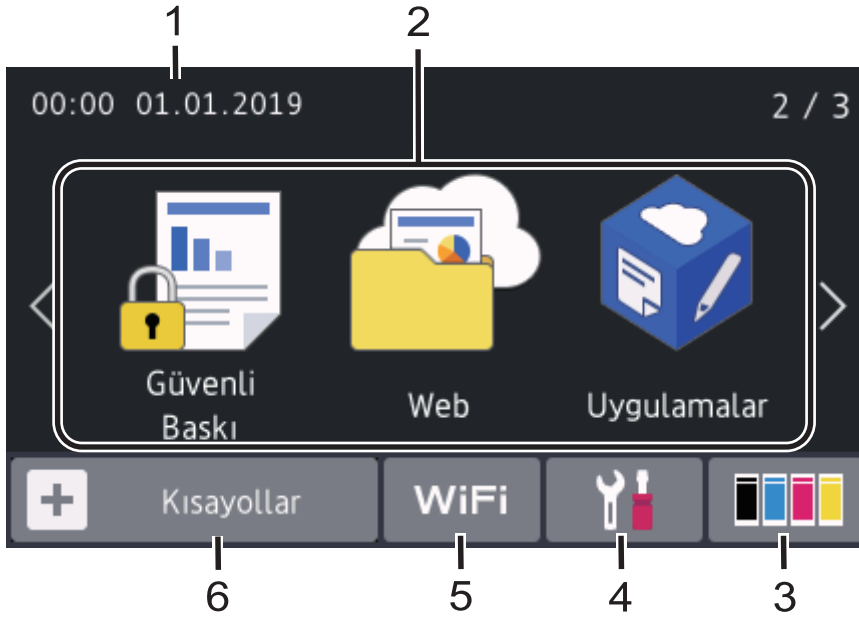 1 2
00:00 01.01.2019 2 / 3
Güvenli
Baskı
Web
Uygulamalar
Kısayollar
WiFi
6 5 4 3